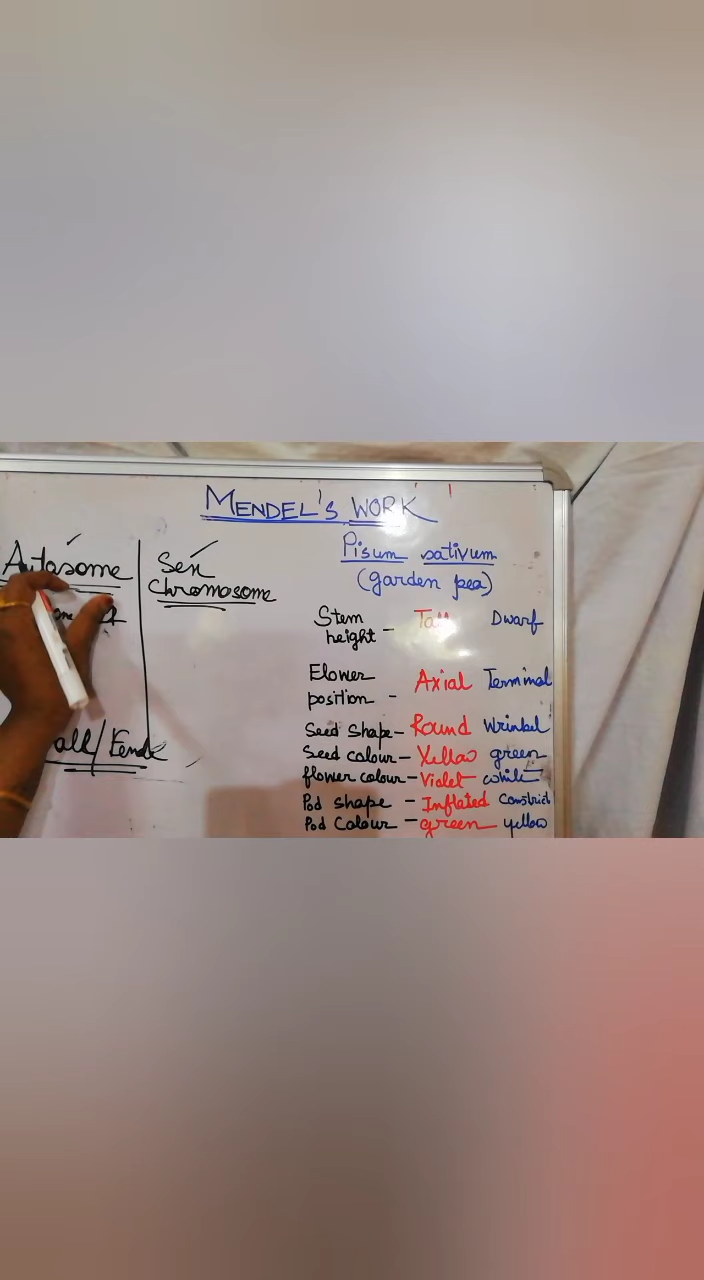 MENDEL'S WORK
Autosome
Sex
Chromosome
Pisum sativum
(garden pea)
Stem
height - Tall Dwarf
Flower
position - Axial Terminal
Seed shape - Round Wrinkel
Seed colour - Yellow green
flower colour - Violet white
Pod shape - Inflated Constrict
Pod Colour - green yellow